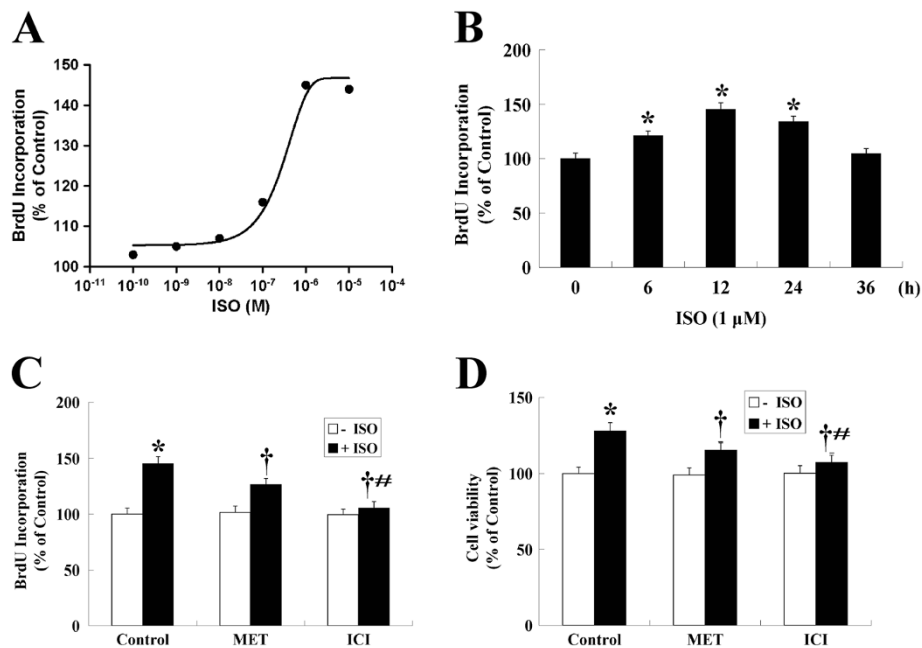 A
BrdU Incorporation
(% of Control)
150
140
130
120
110
100
10-11 10-10 10-9 10-8 10-7 10-6 10-5 10-4
ISO (M)
B
BrdU Incorporation
(% of Control)
200
150
100
50
0
* * *
0 6 12 24 36 (h)
ISO (1 μM)
C
BrdU Incorporation
(% of Control)
200
150
100
50
0
- ISO
+ ISO
* † †#
Control MET ICI
D
Cell viability
(% of Control)
150
100
50
0
- ISO
+ ISO
* † †#
Control MET ICI